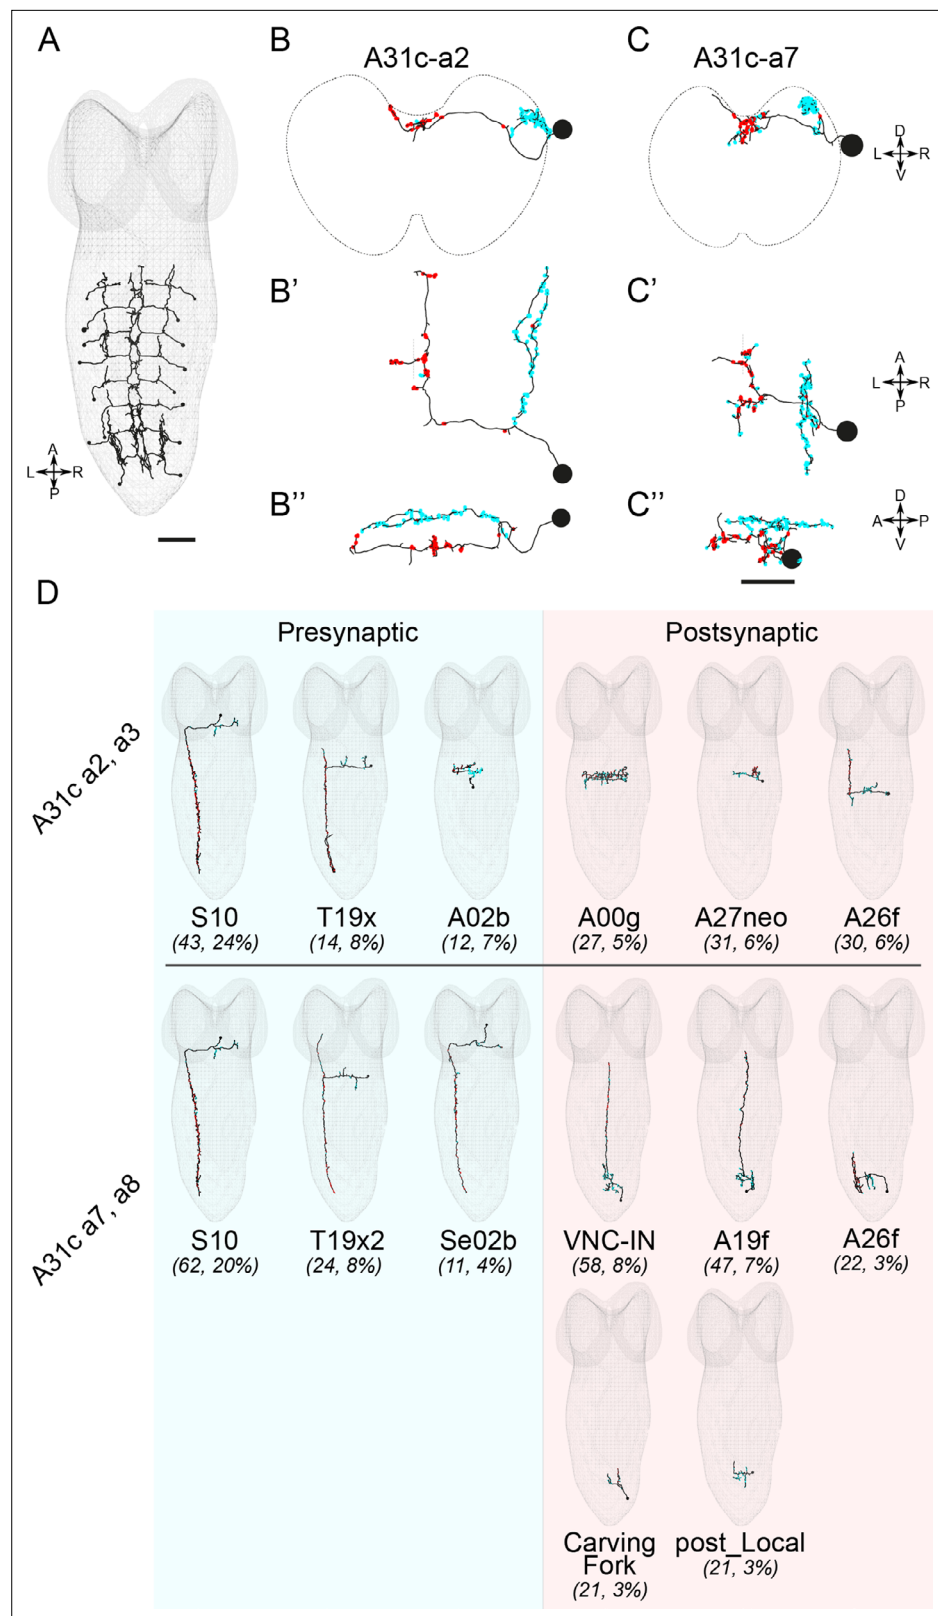 A
B
C
A31c-a2
A31c-a7
D
L R
V
B'
C'
A
L R
P
A
L R
P
B''
C''
D
A P
V
D
Presynaptic
Postsynaptic
A31c a2, a3
S10
T19x
A02b
A00g
A27neo
A26f
(43, 24%)
(14, 8%)
(12, 7%)
(27, 5%)
(31, 6%)
(30, 6%)
A31c a7, a8
S10
T19x2
Se02b
VNC-IN
A19f
A26f
(62, 20%)
(24, 8%)
(11, 4%)
(58, 8%)
(47, 7%)
(22, 3%)
Carving
Fork
(21, 3%)
post_Local
(21, 3%)